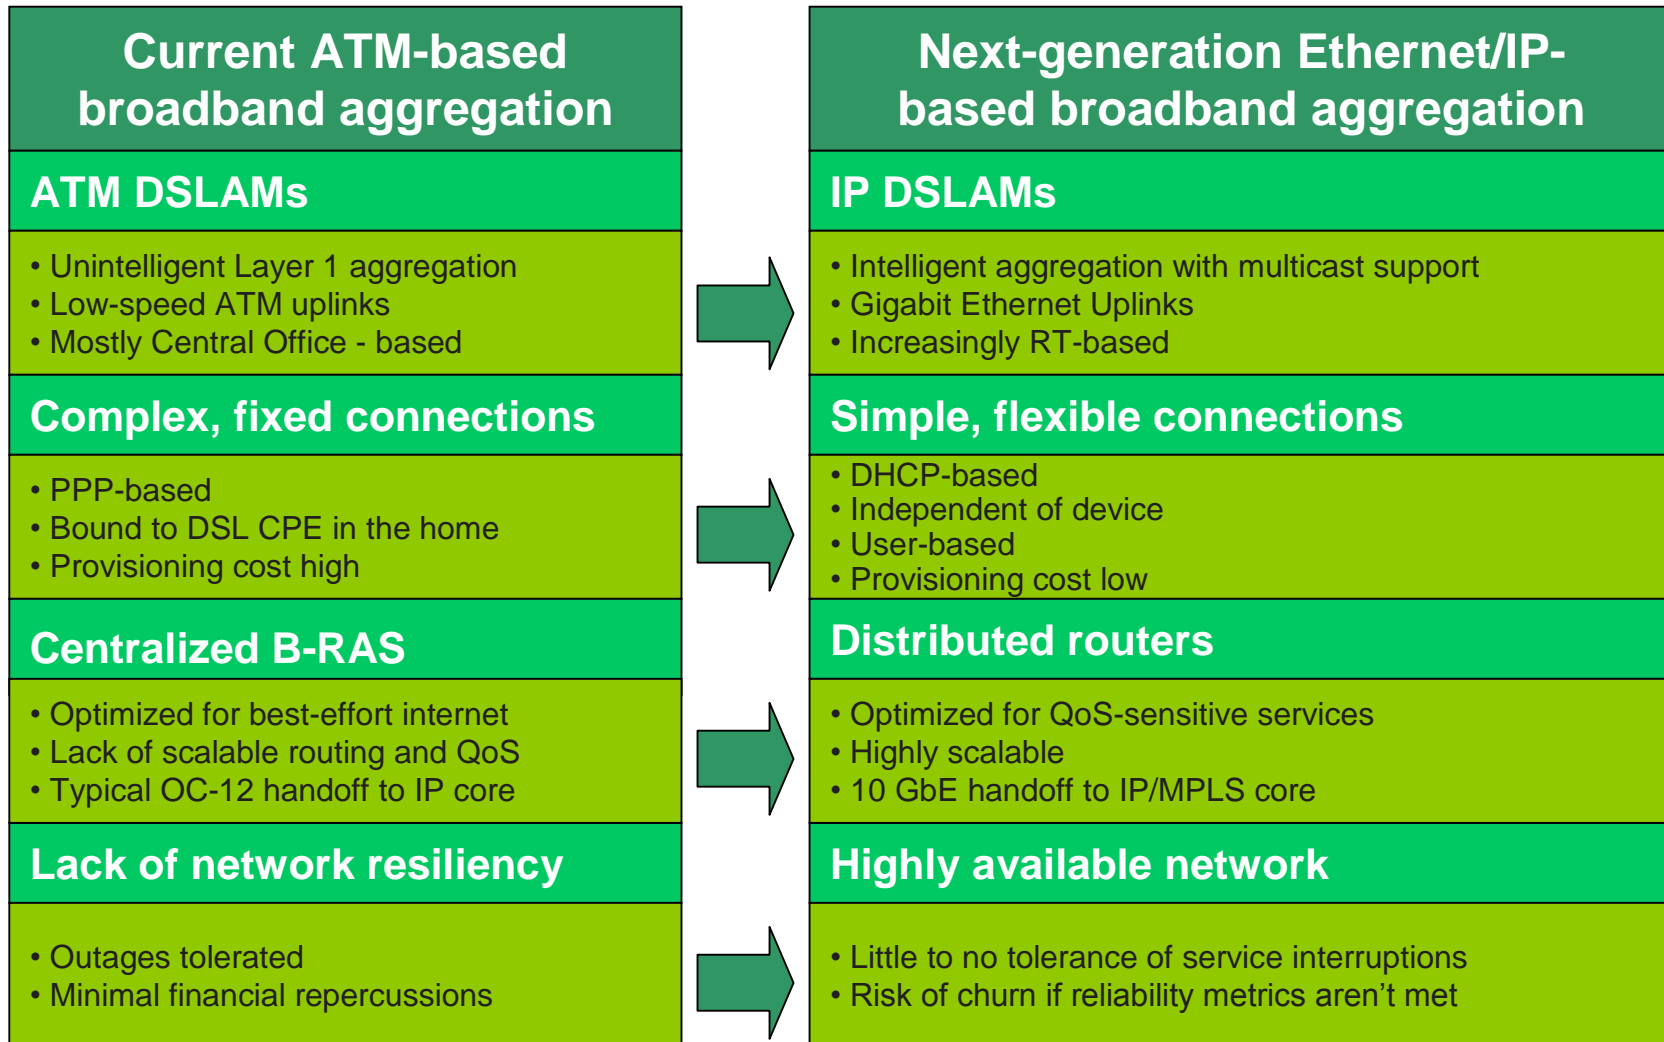 Current ATM-based
broadband aggregation
ATM DSLAMs
• Unintelligent Layer 1 aggregation
• Low-speed ATM uplinks
• Mostly Central Office - based
Complex, fixed connections
• PPP-based
• Bound to DSL CPE in the home
• Provisioning cost high
Centralized B-RAS
• Optimized for best-effort internet
• Lack of scalable routing and QoS
• Typical OC-12 handoff to IP core
Lack of network resiliency
• Outages tolerated
• Minimal financial repercussions
Next-generation Ethernet/IP-
based broadband aggregation
IP DSLAMs
• Intelligent aggregation with multicast support
• Gigabit Ethernet Uplinks
• Increasingly RT-based
Simple, flexible connections
• DHCP-based
• Independent of device
• User-based
• Provisioning cost low
Distributed routers
• Optimized for QoS-sensitive services
• Highly scalable
• 10 GbE handoff to IP/MPLS core
Highly available network
• Little to no tolerance of service interruptions
• Risk of churn if reliability metrics aren’t met